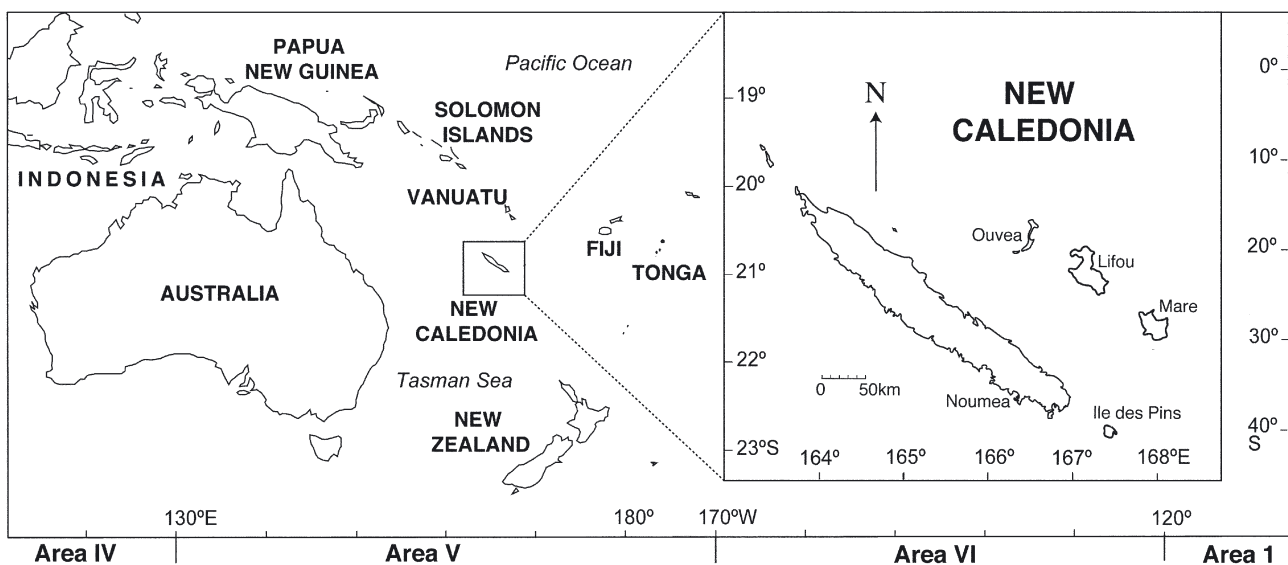 PAPUA
NEW GUINEA
Pacific Ocean
SOLOMON
ISLANDS
INDONESIA
VANUATU
FIJI
TONGA
AUSTRALIA
NEW
CALEDONIA
Tasman Sea
NEW
ZEALAND
NEW
CALEDONIA
N
19º
20º
21º
22º
23ºS
Ouvea
Lifou
Mare
0 50km
Noumea
Ile des Pins
164º 165º 166º 167º 168ºE
0º
10º
20º
30º
40º
S
130ºE 180º 170ºW 120º
Area IV Area V Area VI Area 1